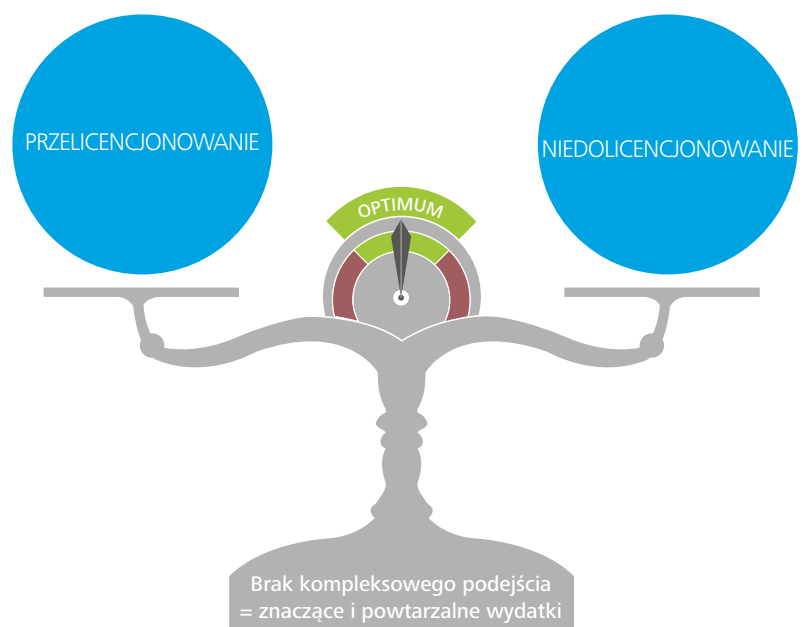 PRZELICENCJONOWANIE
NIEDOLICENCJONOWANIE
OPTIMUM
Brak kompleksowego podejścia
= znaczące i powtarzalne wydatki